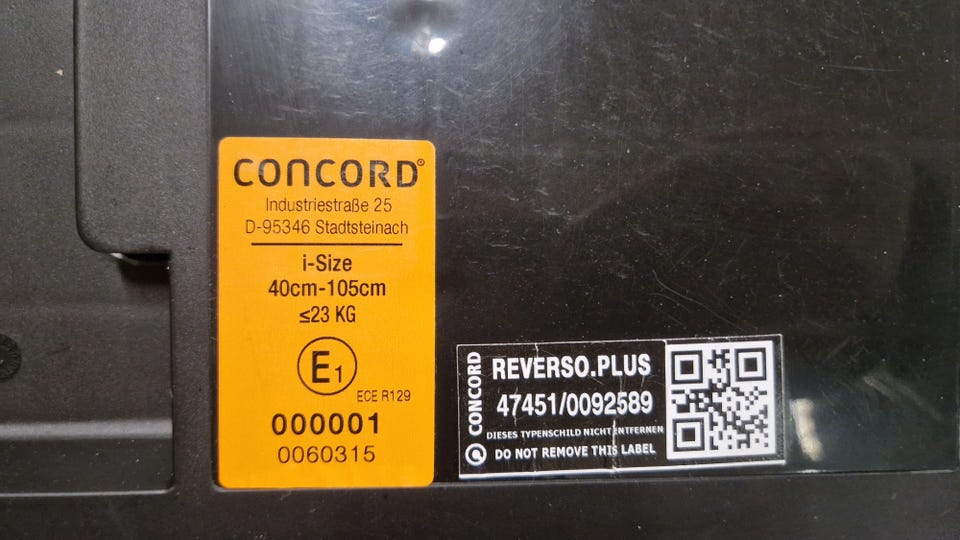 CONCORD®
Industriestraße 25
D-95346 Stadtsteinach
i-Size
40cm-105cm
≤23 KG
E1
ECE R129
000001
0060315
CONCORD
REVERSO.PLUS
47451/0092589
DIESES TYPENSCHILD NICHT ENTFERNEN
DO NOT REMOVE THIS LABEL